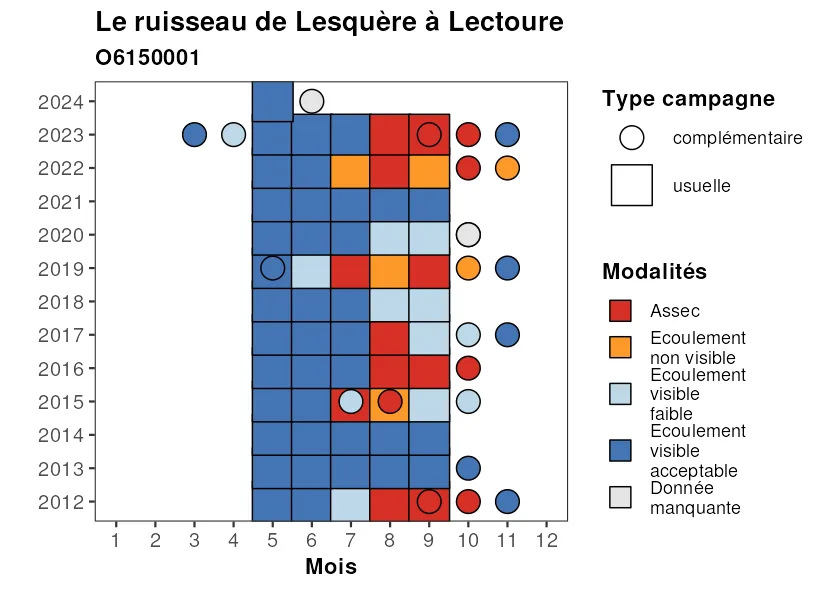 Le ruisseau de Lesquère à Lectoure
O6150001
2024
2023
2022
2021
2020
2019
2018
2017
2016
2015
2014
2013
2012
1 2 3 4 5 6 7 8 9 10 11 12
Mois
Type campagne
complémentaire
usuelle
Modalités
Assec
Ecoulement
non visible
Ecoulement
visible
faible
Ecoulement
visible
acceptable
Donnée
manquante